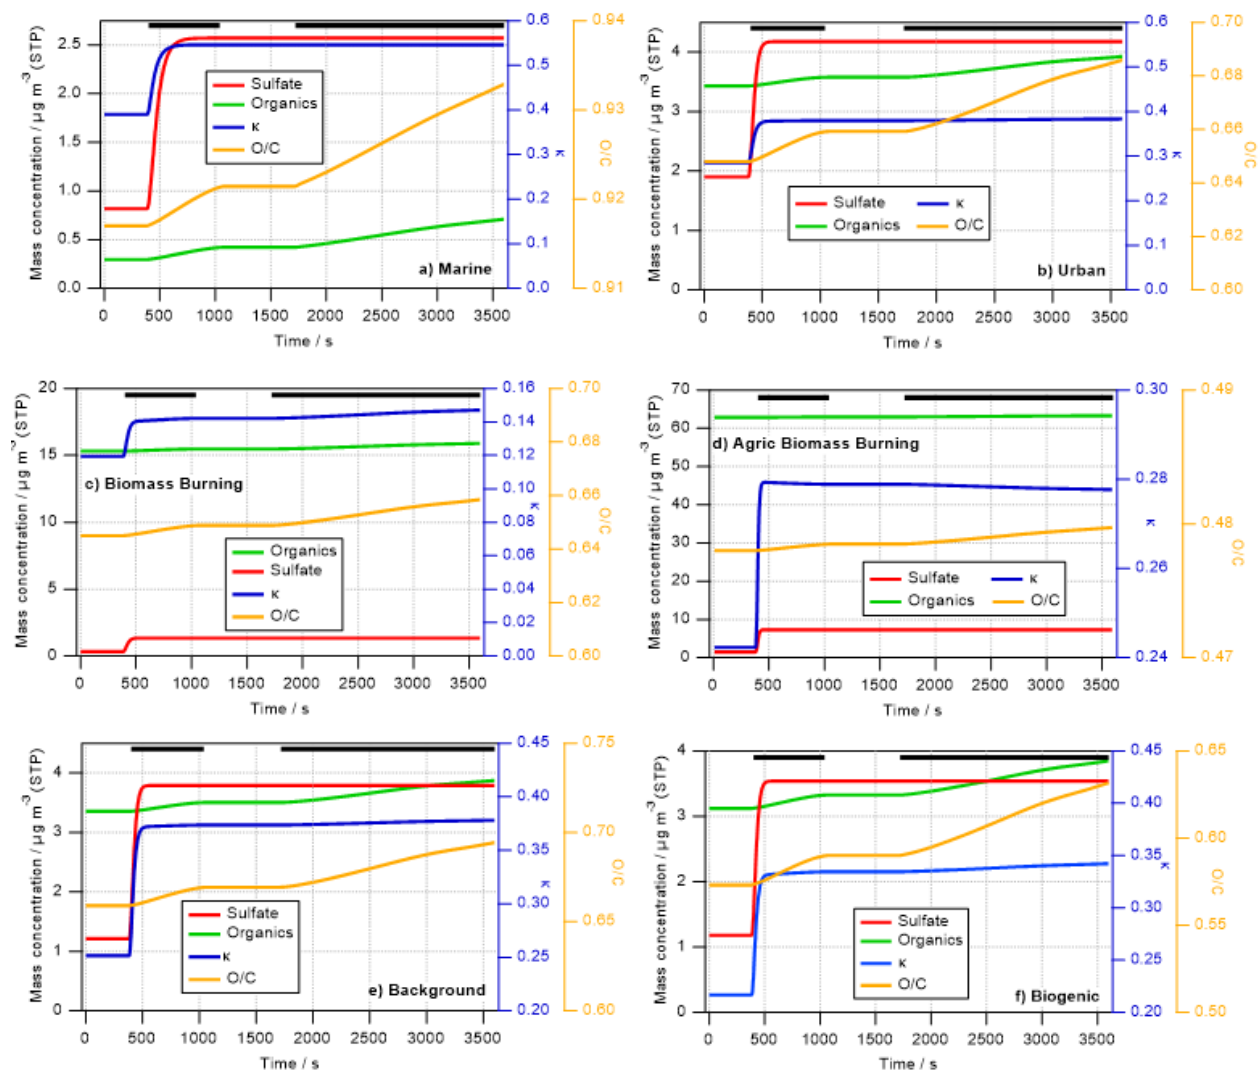 Mass concentration / µg m⁻³ (STP)
2.5
2.0
1.5
1.0
0.5
0.0
Sulfate
Organics
κ
O/C
a) Marine
0 500 1000 1500 2000 2500 3000 3500
Time / s
0.6
0.5
0.4
0.3
0.2
0.1
0.0
κ
0.94
0.93
0.92
0.91
O/C
Mass concentration / µg m⁻³ (STP)
4
3
2
1
0
Sulfate κ
Organics O/C
b) Urban
0 500 1000 1500 2000 2500 3000 3500
Time / s
0.6
0.5
0.4
0.3
0.2
0.1
0.0
κ
0.70
0.68
0.66
0.64
0.62
0.60
O/C
Mass concentration / µg m⁻³ (STP)
20
15
10
5
0
c) Biomass Burning
Organics
Sulfate
κ
O/C
0 500 1000 1500 2000 2500 3000 3500
Time / s
0.16
0.14
0.12
0.10
0.08
0.06
0.04
0.02
0.00
κ
0.70
0.68
0.66
0.64
0.62
0.60
O/C
Mass concentration / µg m⁻³ (STP)
70
60
50
40
30
20
10
0
d) Agric Biomass Burning
Sulfate κ
Organics O/C
0 500 1000 1500 2000 2500 3000 3500
Time / s
0.30
0.28
0.26
0.24
κ
0.49
0.48
0.47
O/C
Mass concentration / µg m⁻³ (STP)
4
3
2
1
0
Sulfate
Organics
κ
O/C
e) Background
0 500 1000 1500 2000 2500 3000 3500
Time / s
0.45
0.40
0.35
0.30
0.25
0.20
κ
0.75
0.70
0.65
0.60
O/C
Mass concentration / µg m⁻³ (STP)
4
3
2
1
0
Sulfate
Organics
κ
O/C
f) Biogenic
0 500 1000 1500 2000 2500 3000 3500
Time / s
0.45
0.40
0.35
0.30
0.25
0.20
κ
0.65
0.60
0.55
0.50
O/C